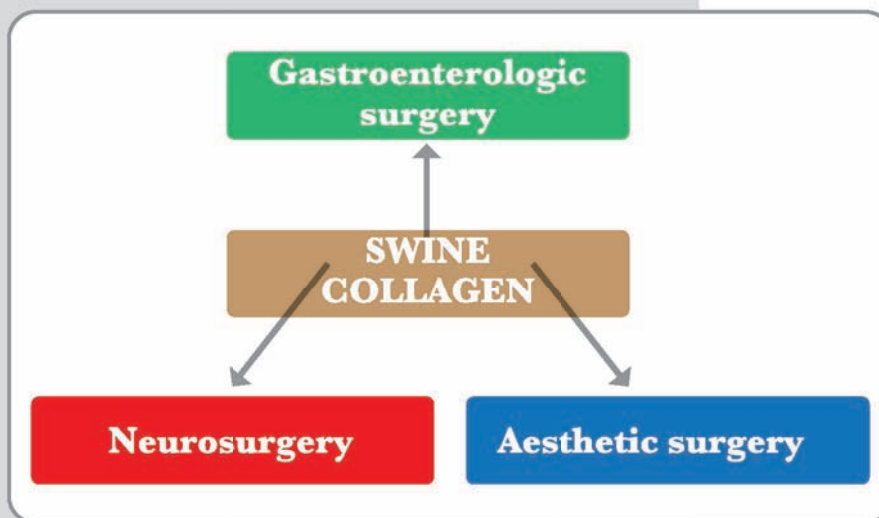 Gastroenterologic
surgery
SWINE
COLLAGEN
Neurosurgery
Aesthetic surgery